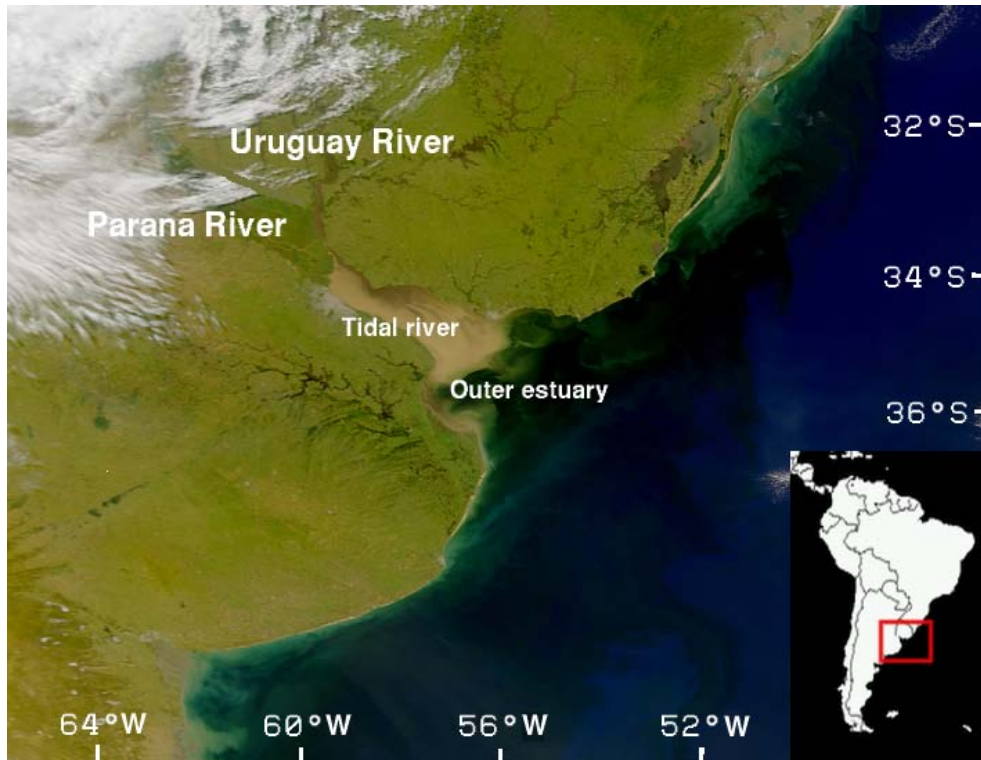 Uruguay River
32°S
Parana River
34°S
Tidal river
Outer estuary
36°S
64°W
60°W
56°W
52°W